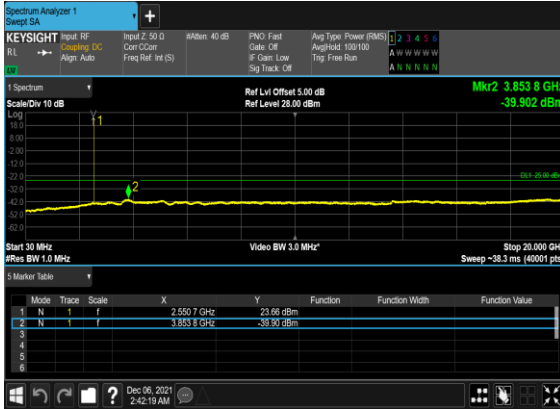 Spectrum Analyzer 1
Swept SA
+
KEYSIGHT Input: RF Input Z: 50 Ω #Atten: 40 dB PNO: Fast Avg Type: Power (RMS) 1 2 3 4 5 6
RL Coupling: DC Corr CCorr Gate: Off Avg|Hold: 100/100 A W W W W W
Align: Auto Freq Ref: Int (S) IF Gain: Low Trig: Free Run
Sig Track: Off A N N N N N
1 Spectrum Ref Lvl Offset 5.00 dB Mkr2 3.853 8 GHz
Scale/Div 10 dB Ref Level 28.00 dBm -39.902 dBm
Log
18.0
8.00
-2.00
-12.0
-22.0
-32.0
-42.0
-52.0
-62.0
1
2
DL1 -25.00 dBm
Start 30 MHz Video BW 3.0 MHz* Stop 20.000 GH
#Res BW 1.0 MHz Sweep ~38.3 ms (40001 pts
5 Marker Table
Mode Trace Scale X Y Function Function Width Function Value
1 N 1 f 2.550 7 GHz 23.66 dBm
2 N 1 f 3.853 8 GHz -39.90 dBm
3
4
5
6
? Dec 06, 2021
2:42:19 AM